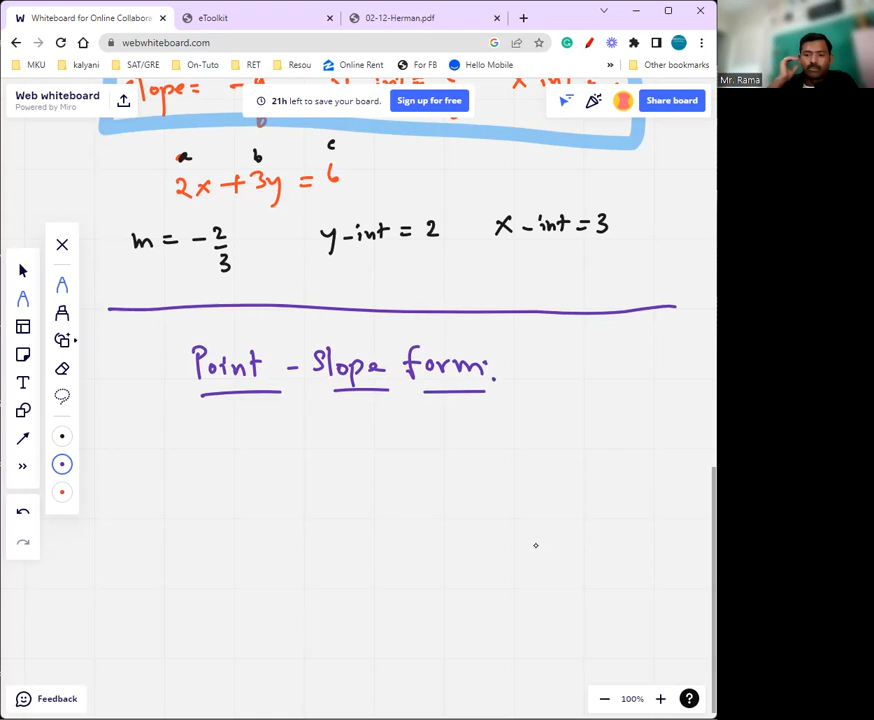 Whiteboard for Online Collabora
eToolkit
02-12-Herman.pdf
webwhiteboard.com
MKU
kalyani
SAT/GRE
On-Tuto
RET
Resou
Online Rent
For FB
Hello Mobile
»
Other bookmarks
Mr. Rama
Web whiteboard
Powered by Miro
21h left to save your board.
Sign up for free
Share board
slope = -
a b c
2x + 3y = 6
m = - 2/3 y-int = 2 x-int = 3
Point - Slope form.
Feedback
100%